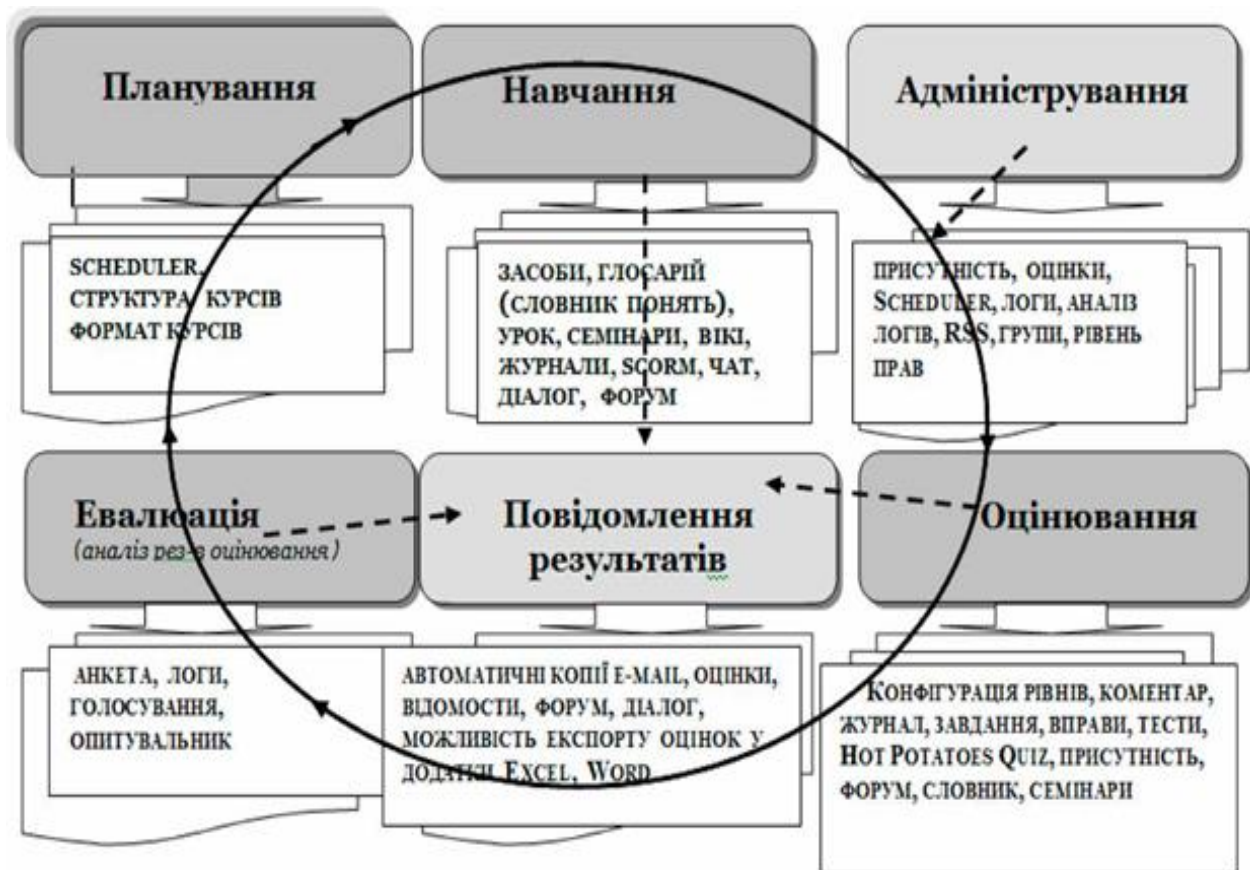 Планування
Навчання
Адміністрування
SCHEDULER,
СТРУКТУРА КУРСІВ
ФОРМАТ КУРСІВ
ЗАСОБИ, ГЛОСАРІЙ
(СЛОВНИК ПОНЯТЬ),
УРОК, СЕМІНАРИ, ВІКІ,
ЖУРНАЛИ, SCORM, ЧАТ,
ДІАЛОГ, ФОРУМ
ПРИСУТНІСТЬ, ОЦІНКИ,
SCHEDULER, ЛОГИ, АНАЛІЗ
ЛОГІВ, RSS, ГРУПИ, РІВЕНЬ
ПРАВ
Евалюація
(аналіз рез-в оцінювання)
Повідомлення
результатів
Оцінювання
АНКЕТА, ЛОГИ,
ГОЛОСУВАННЯ,
ОПИТУВАЛЬНИК
АВТОМАТИЧНІ КОПІЇ E-MAIL, ОЦІНКИ,
ВІДОМОСТИ, ФОРУМ, ДІАЛОГ,
МОЖЛИВІСТЬ ЕКСПОРТУ ОЦІНОК У
ДОДАТКИ EXCEL, WORD
КОНФІГУРАЦІЯ РІВНІВ, КОМЕНТАР,
ЖУРНАЛ, ЗАВДАННЯ, ВПРАВИ, ТЕСТИ,
HOT POTATOES QUIZ, ПРИСУТНІСТЬ,
ФОРУМ, СЛОВНИК, СЕМІНАРИ